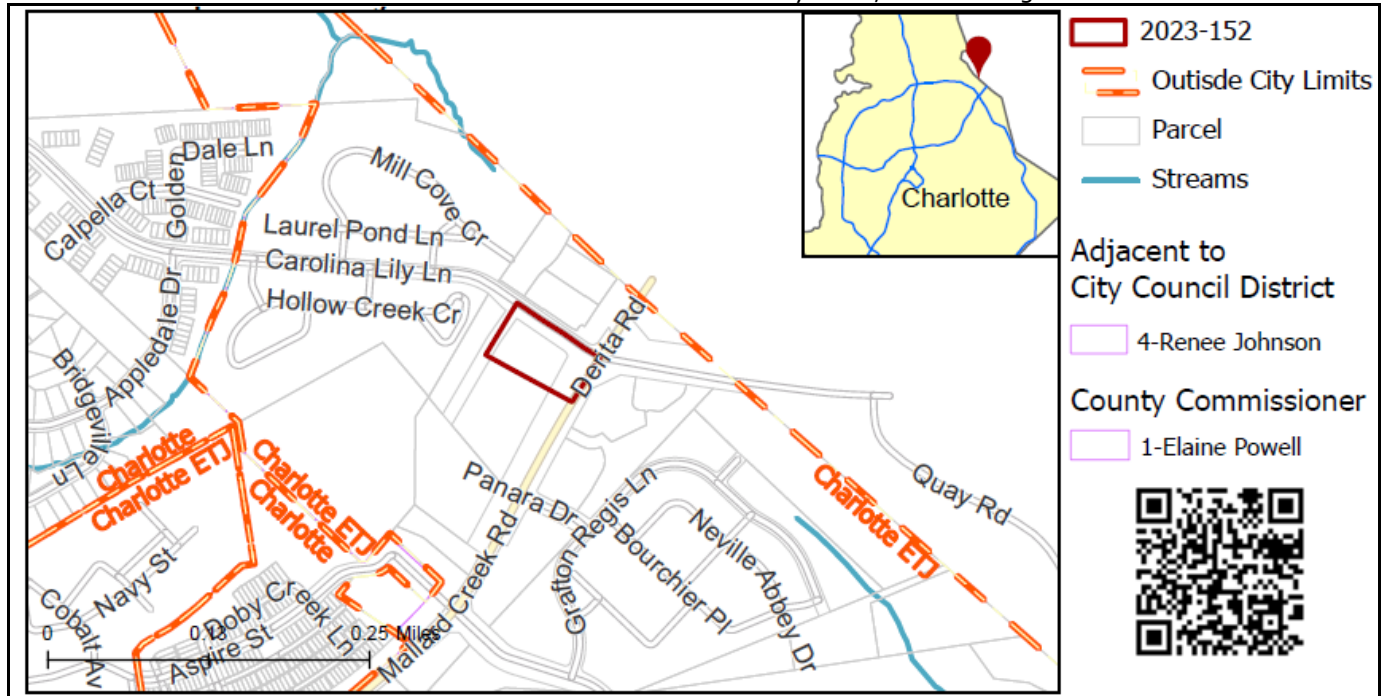 Dale Ln
Golden
Calpella Ct
Mill Cove Cr
Laurel Pond Ln
Carolina Lily Ln
Hollow Creek Cr
Appledale Dr
Bridgeville Ln
Derita Rd
Charlotte
Charlotte ETJ
Charlotte ETJ
Charlotte
Panara Dr
Grafton Regis Ln
Bourchier Pl
Neville Abbey Dr
Quay Rd
Charlotte ETJ
Mallard Creek Rd
Navy St
Cobalt Av
Doby Creek Ln
Aspire St
0 0.13 0.25 Miles
Charlotte
2023-152
Outisde City Limits
Parcel
Streams
Adjacent to
City Council District
4-Renee Johnson
County Commissioner
1-Elaine Powell